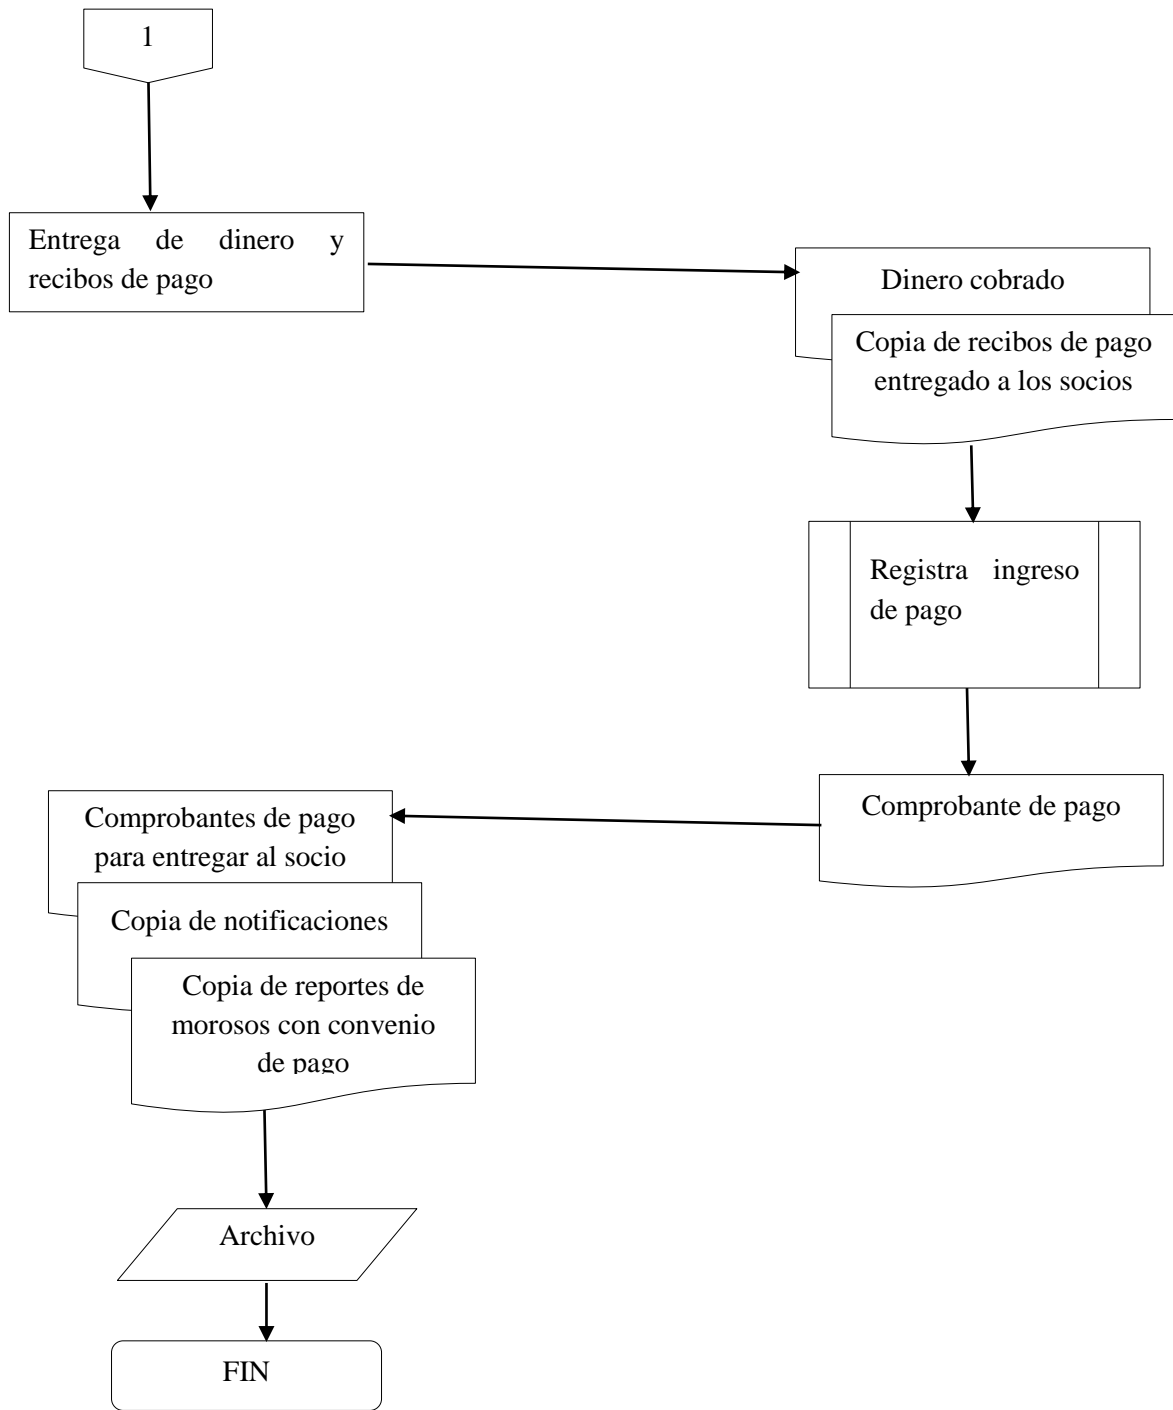 1
Entrega de dinero y
recibos de pago
Dinero cobrado
Copia de recibos de pago
entregado a los socios
Registra ingreso
de pago
Comprobante de pago
Comprobantes de pago
para entregar al socio
Copia de notificaciones
Copia de reportes de
morosos con convenio
de pago
Archivo
FIN